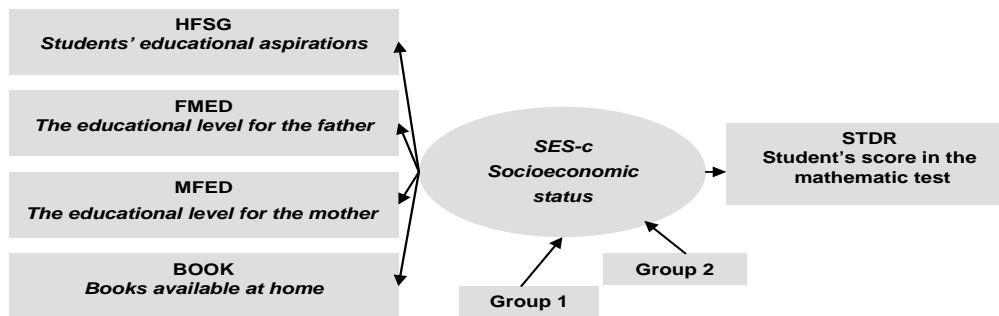 HFSG
Students’ educational aspirations
FMED
The educational level for the father
MFED
The educational level for the mother
BOOK
Books available at home
SES-c
Socioeconomic
status
STDR
Student’s score in the
mathematic test
Group 2
Group 1